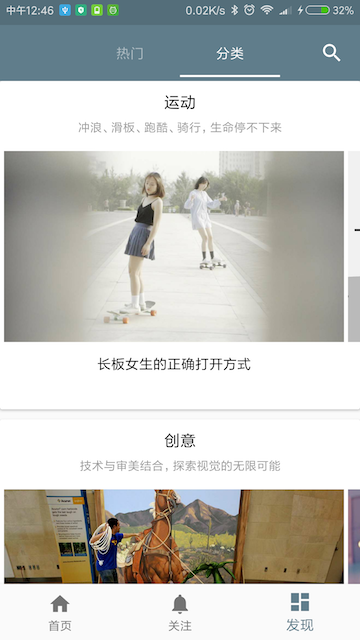 中午12:46
0.02K/s
32%
热门
分类
运动
冲浪、滑板、跑酷、骑行，生命停不下来
长板女生的正确打开方式
创意
技术与审美结合，探索视觉的无限可能
首页
关注
发现